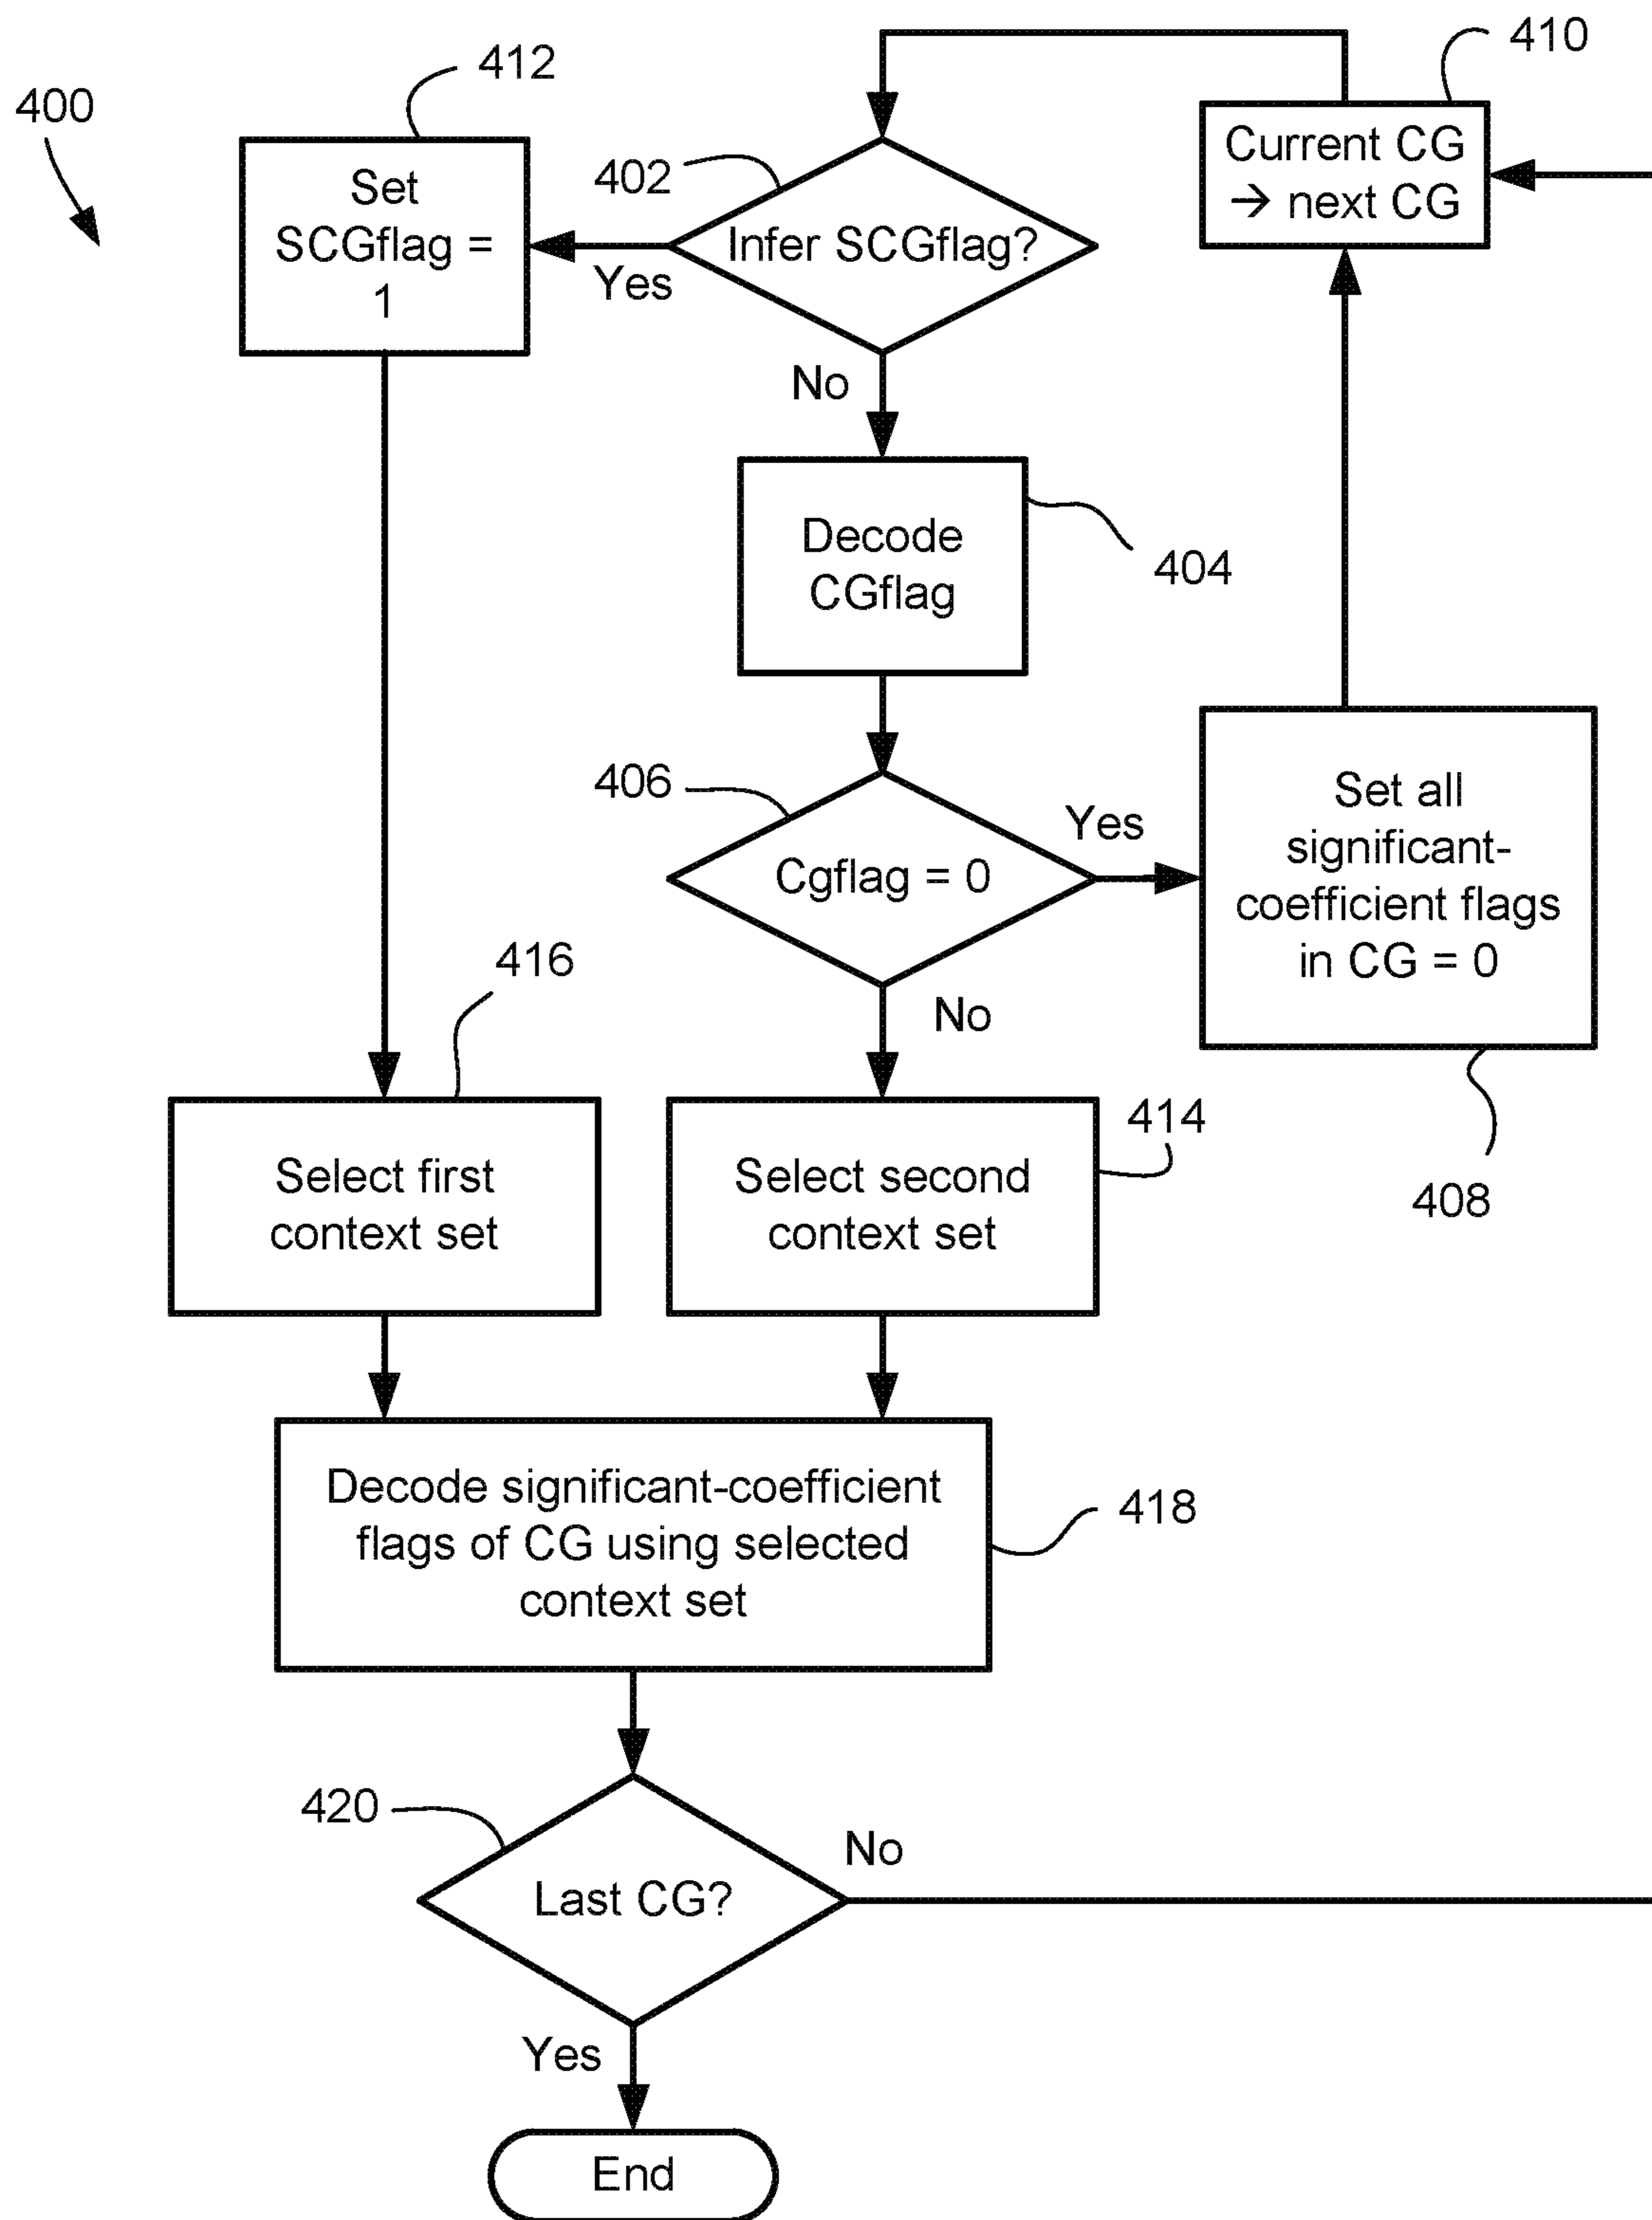 400
412
410
Set
SCGflag =
1
402
Infer SCGflag?
Current CG
→ next CG
Yes
No
Decode
CGflag
404
406
Cgflag = 0
Yes
Set all
significant-
coefficient flags
in CG = 0
408
No
416
414
Select first
context set
Select second
context set
Decode significant-coefficient
flags of CG using selected
context set
418
420
Last CG?
No
Yes
End